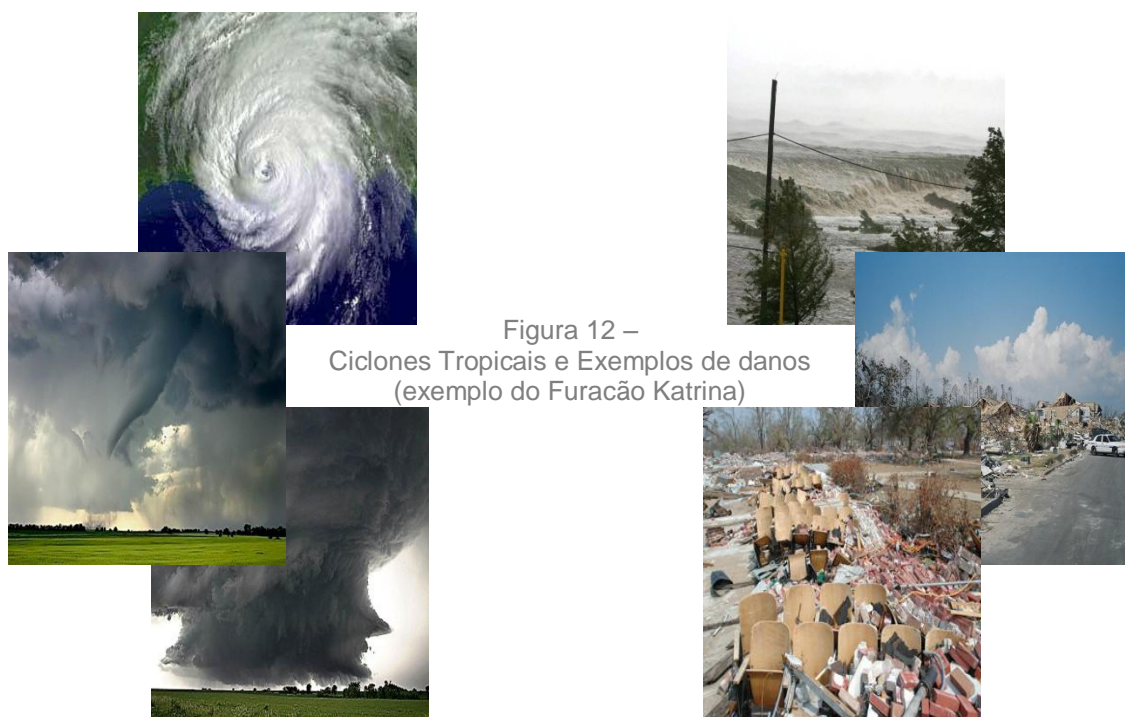 Figura 12 –
Ciclones Tropicais e Exemplos de danos
(exemplo do Furacão Katrina)